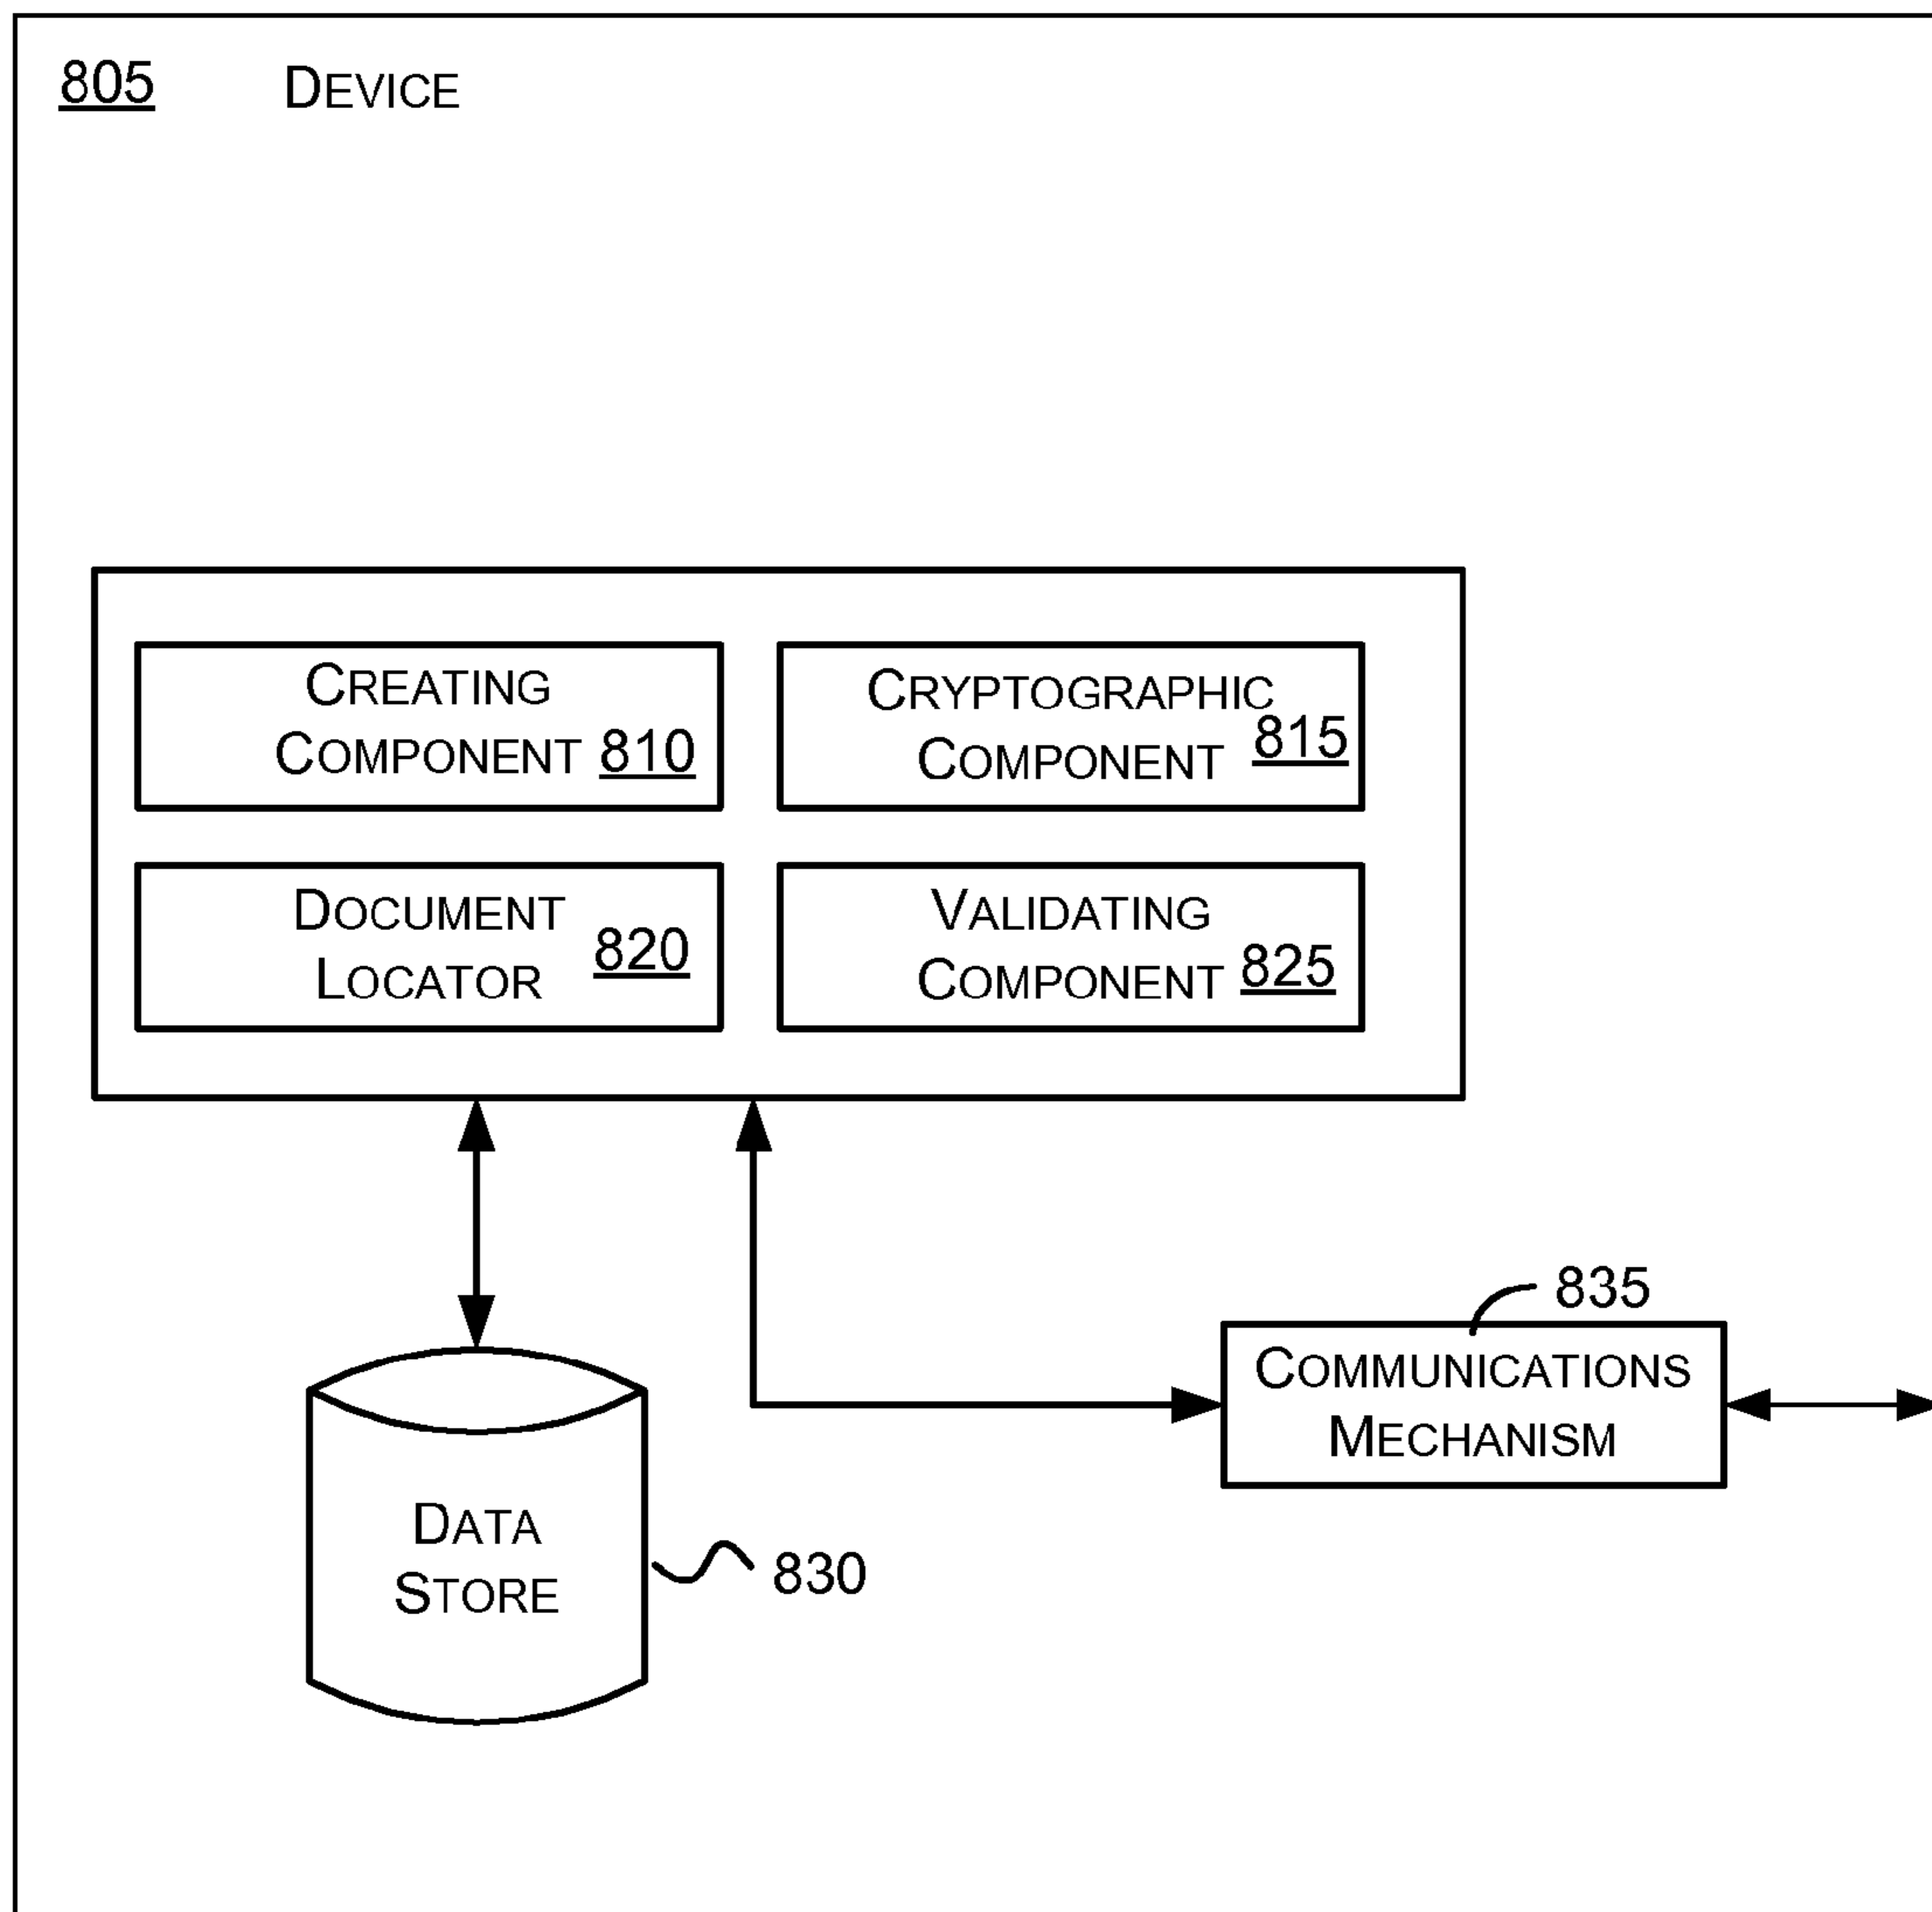 805 DEVICE
CREATING
COMPONENT 810
CRYPTOGRAPHIC
COMPONENT 815
DOCUMENT
LOCATOR 820
VALIDATING
COMPONENT 825
835
COMMUNICATIONS
MECHANISM
DATA
STORE
830